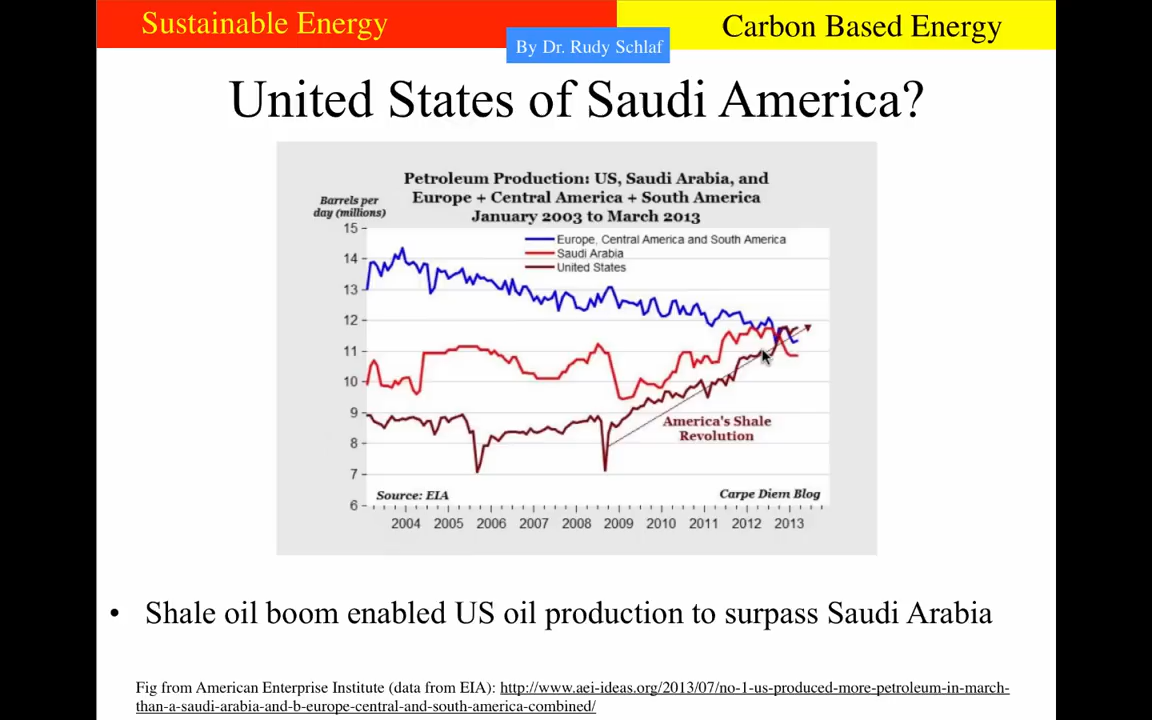 Sustainable Energy
Carbon Based Energy
By Dr. Rudy Schlaf
United States of Saudi America?
Petroleum Production: US, Saudi Arabia, and
Europe + Central America + South America
January 2003 to March 2013
Barrels per
day (millions)
Europe, Central America and South America
Saudi Arabia
United States
15
14
13
12
11
10
9
8
7
6
America's Shale
Revolution
Source: EIA
Carpe Diem Blog
2004 2005 2006 2007 2008 2009 2010 2011 2012 2013
• Shale oil boom enabled US oil production to surpass Saudi Arabia
Fig from American Enterprise Institute (data from EIA): http://www.aei-ideas.org/2013/07/no-1-us-produced-more-petroleum-in-march-
than-a-saudi-arabia-and-b-europe-central-and-south-america-combined/